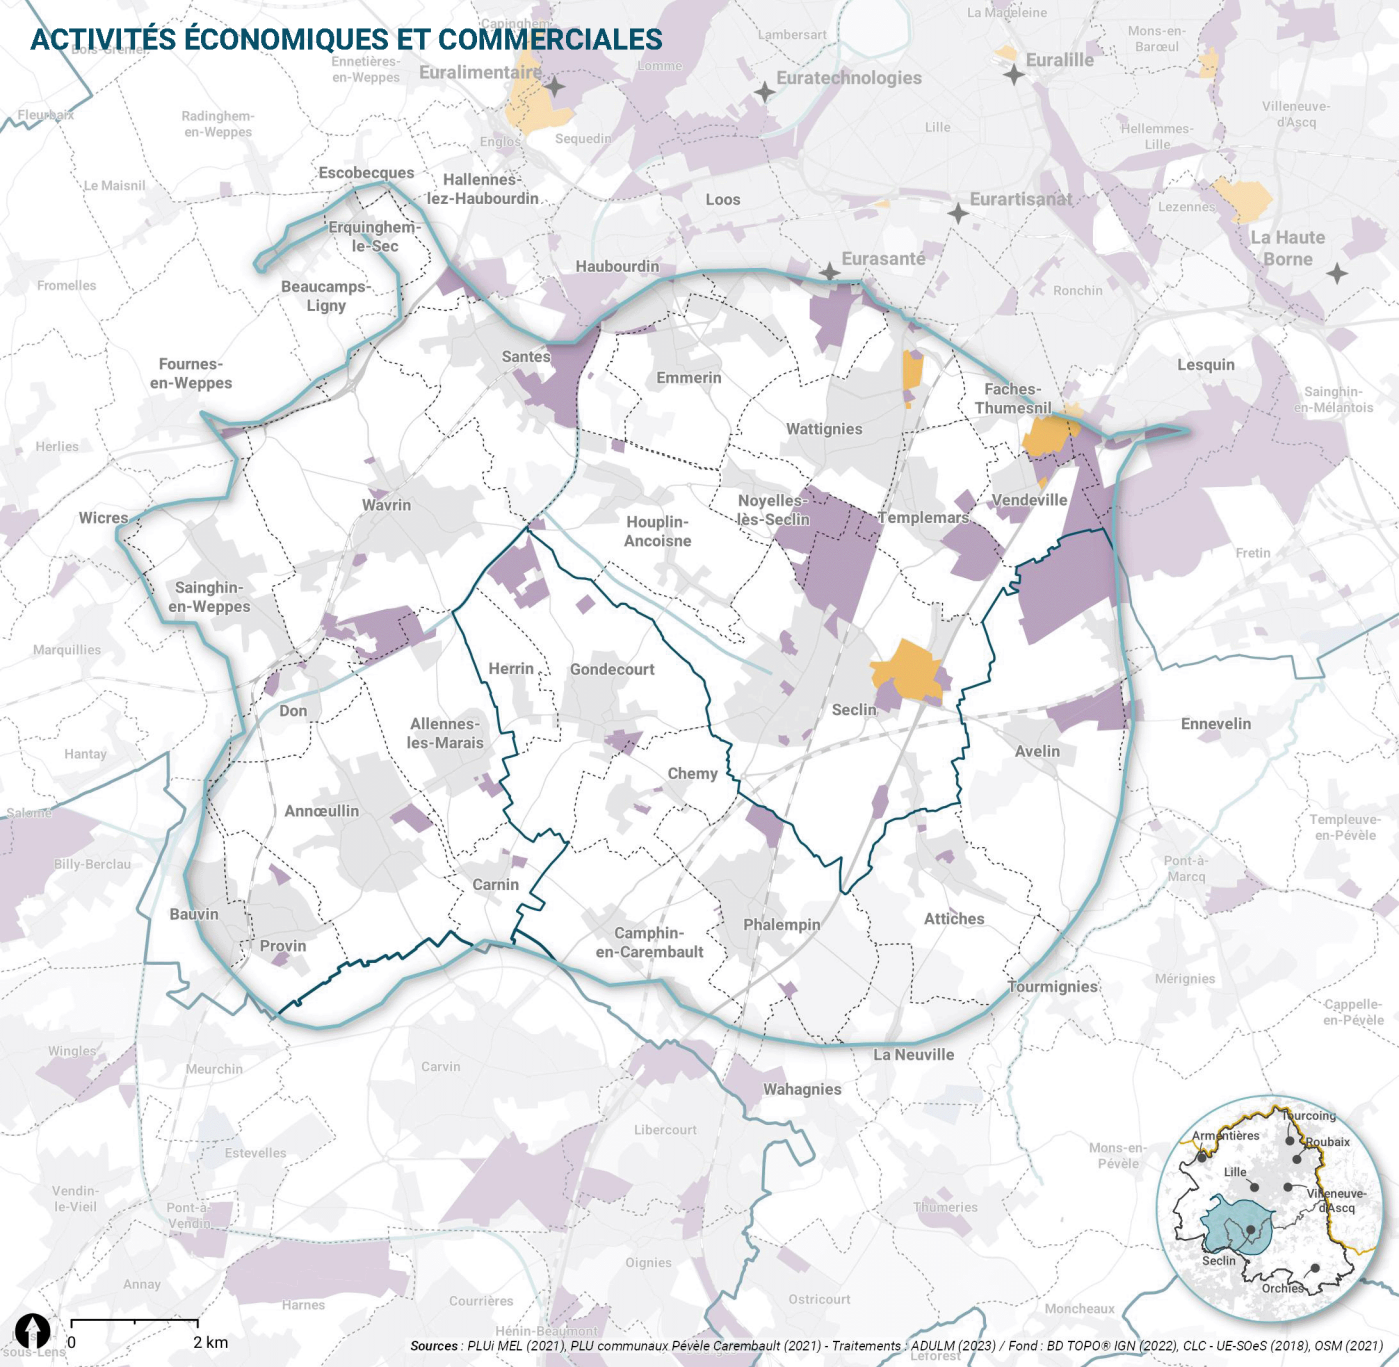 ACTIVITÉS ÉCONOMIQUES ET COMMERCIALES
Capinghem
La Madeleine
Bois-Grenier
Lambersart
Mons-en-
Barœul
Ennetières-
en-Weppes
Euralimentaire
Lomme
Euratechnologies
Euralille
Fleurbaix
Radinghem-
en-Weppes
Villeneuve-
d'Ascq
Englos
Sequedin
Lille
Hellemmes-
Lille
Le Maisnil
Escobecques
Hallennes-
lez-Haubourdin
Loos
Eurartisanat
Lezennes
Erquinghem-
le-Sec
La Haute
Borne
Haubourdin
Eurasanté
Fromelles
Beaucamps-
Ligny
Ronchin
Fournes-
en-Weppes
Santes
Emmerin
Faches-
Thumesnil
Lesquin
Sainghin-
en-Mélantois
Wattignies
Herlies
Wicres
Wavrin
Noyelles-
lès-Seclin
Templemars
Vendeville
Houplin-
Ancoisne
Fretin
Sainghin-
en-Weppes
Marquillies
Herrin
Gondecourt
Don
Allennes-
les-Marais
Seclin
Ennevelin
Hantay
Avelin
Chemy
Salomé
Annœullin
Templeuve-
en-Pévèle
Billy-Berclau
Pont-à-
Marcq
Carnin
Bauvin
Provin
Camphin-
en-Carembault
Phalempin
Attiches
Tourmignies
Mérignies
Cappelle-
en-Pévèle
Wingles
Meurchin
Carvin
La Neuville
Wahagnies
Libercourt
Estevelles
Mons-en-
Pévèle
Vendin-
le-Vieil
Pont-à-
Vendin
Thumeries
Oignies
Annay
Harnes
Courrières
Ostricourt
Moncheaux
Hénin-Beaumont
Leforest
sous-Lens
Tourcoing
Armentières
Roubaix
Lille
Villeneuve-
d'Ascq
Seclin
Orchies
0
2 km
Sources : PLUi MEL (2021), PLU communaux Pévèle Carembault (2021) - Traitements : ADULM (2023) / Fond : BD TOPO® IGN (2022), CLC - UE-SOeS (2018), OSM (2021)